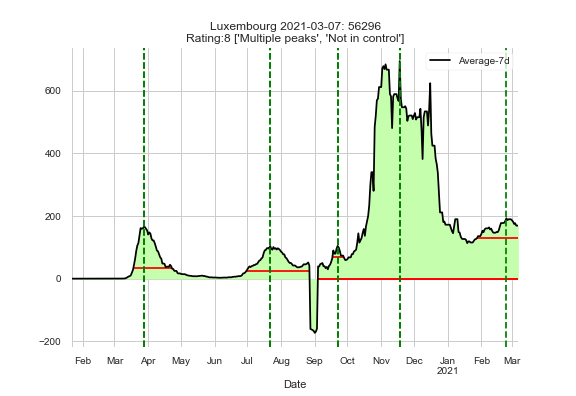 Luxembourg 2021-03-07: 56296
Rating:8 ['Multiple peaks', 'Not in control']
Average-7d
600
400
200
0
−200
Feb Mar Apr May Jun Jul Aug Sep Oct Nov Dec Jan Feb Mar
2021
Date